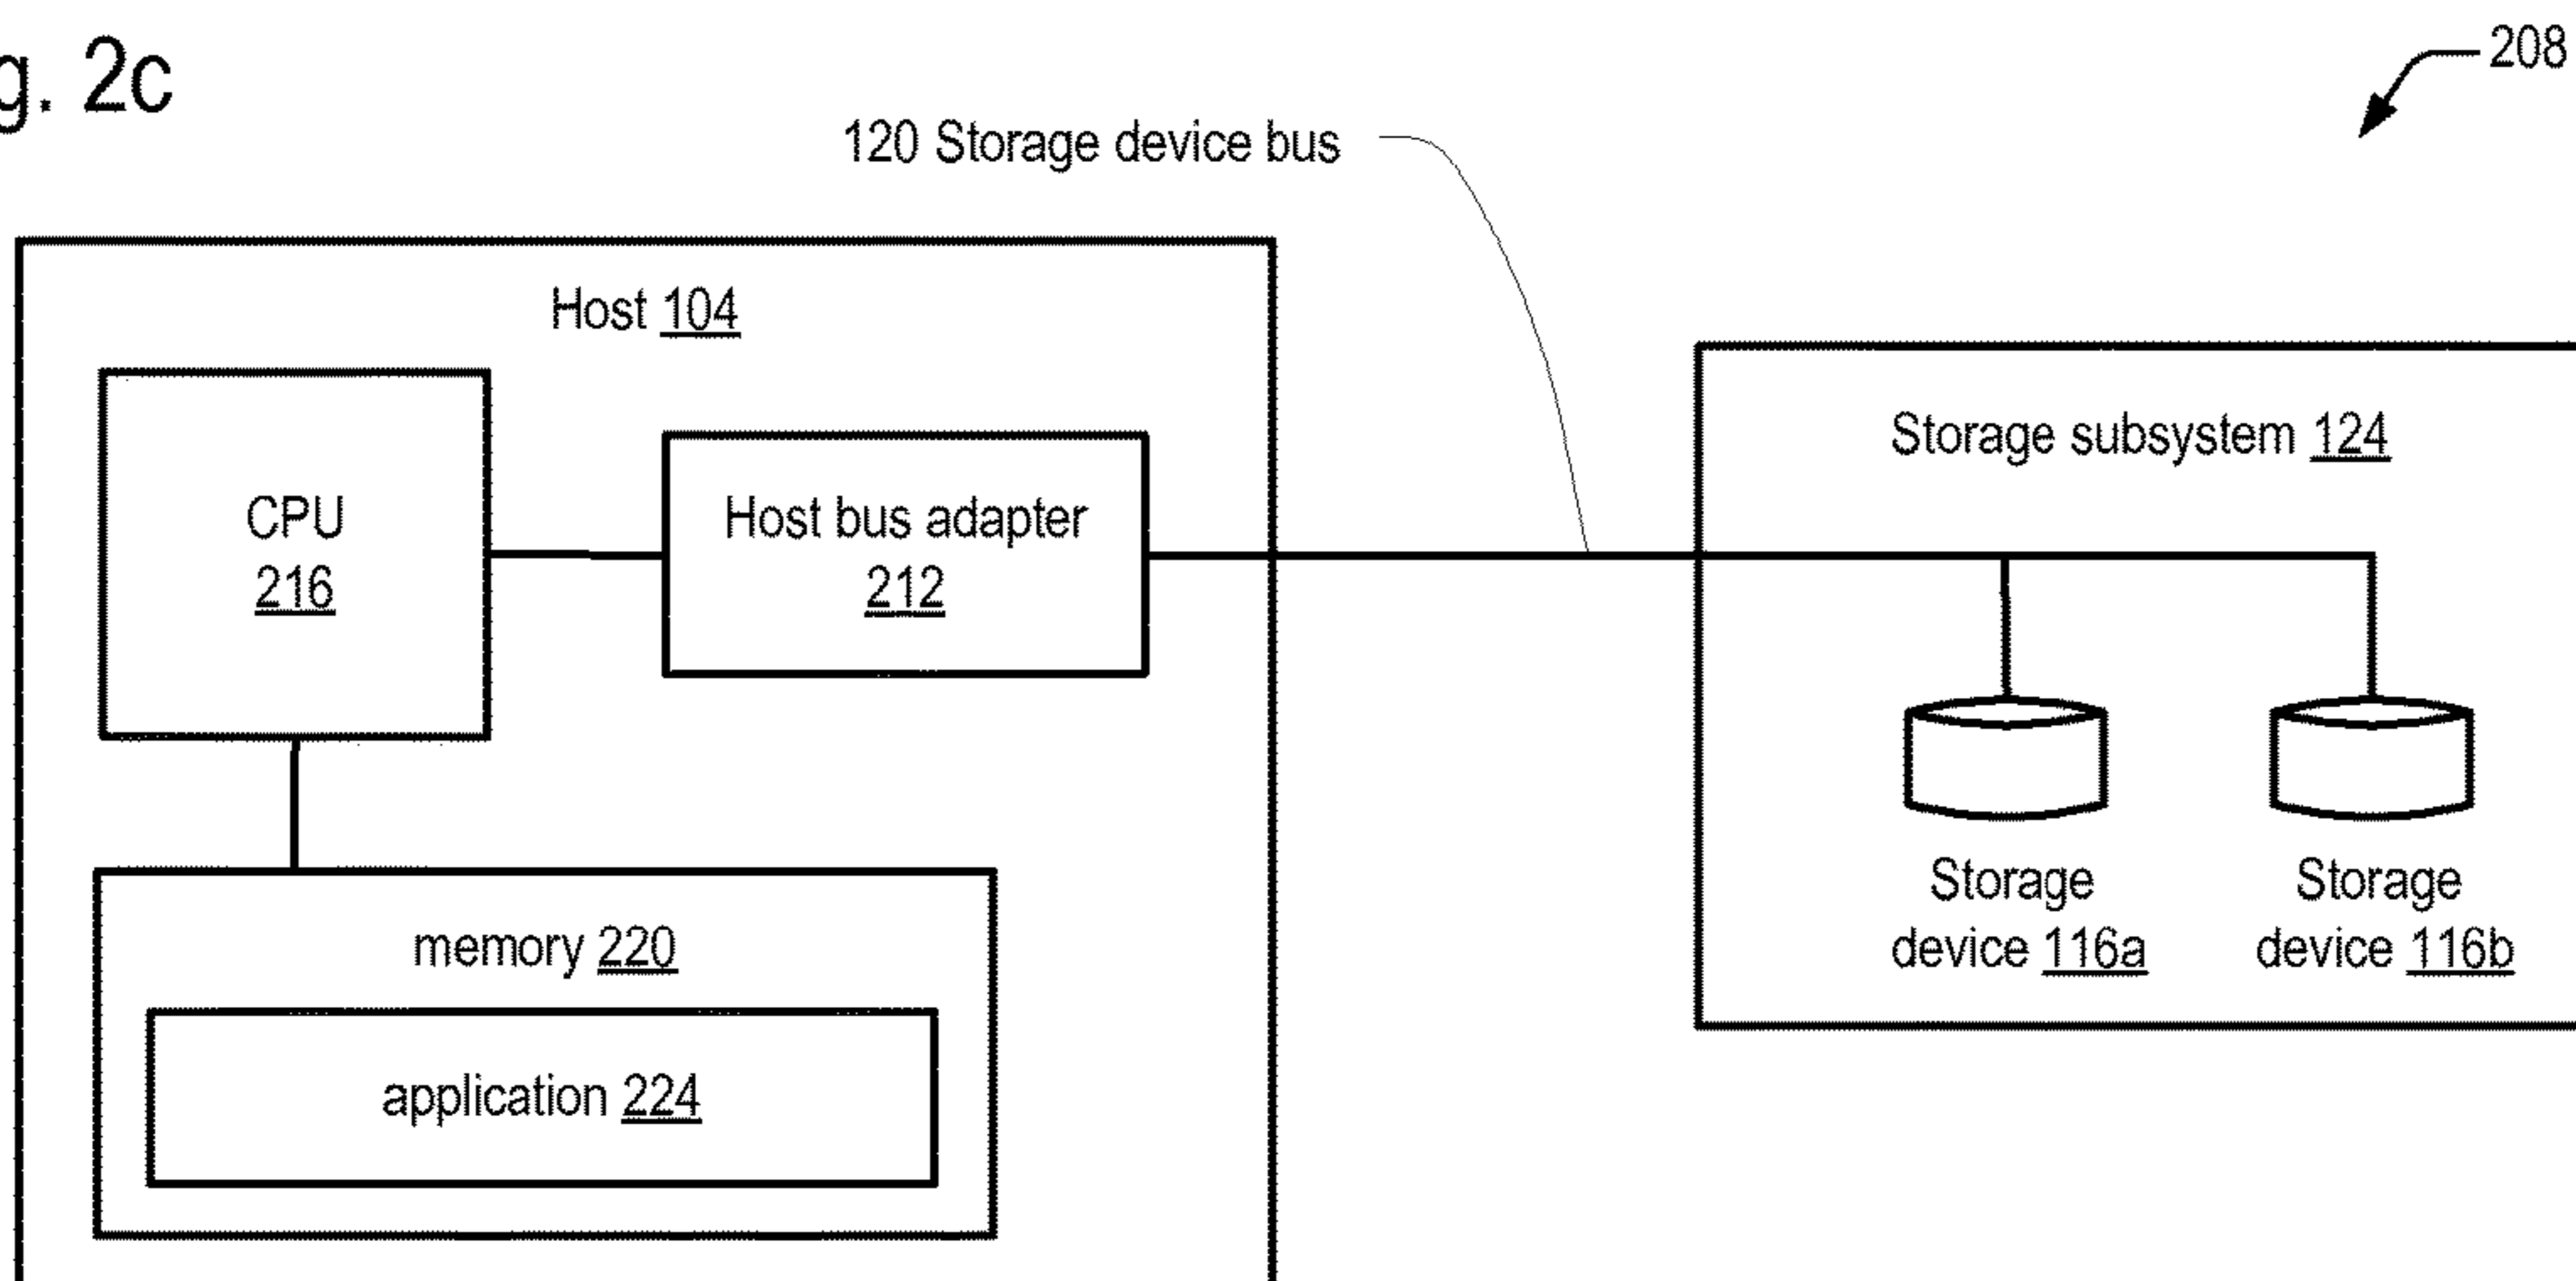 g. 2c
208
120 Storage device bus
Host 104
Storage subsystem 124
CPU
216
Host bus adapter
212
Storage
device 116a
Storage
device 116b
memory 220
application 224